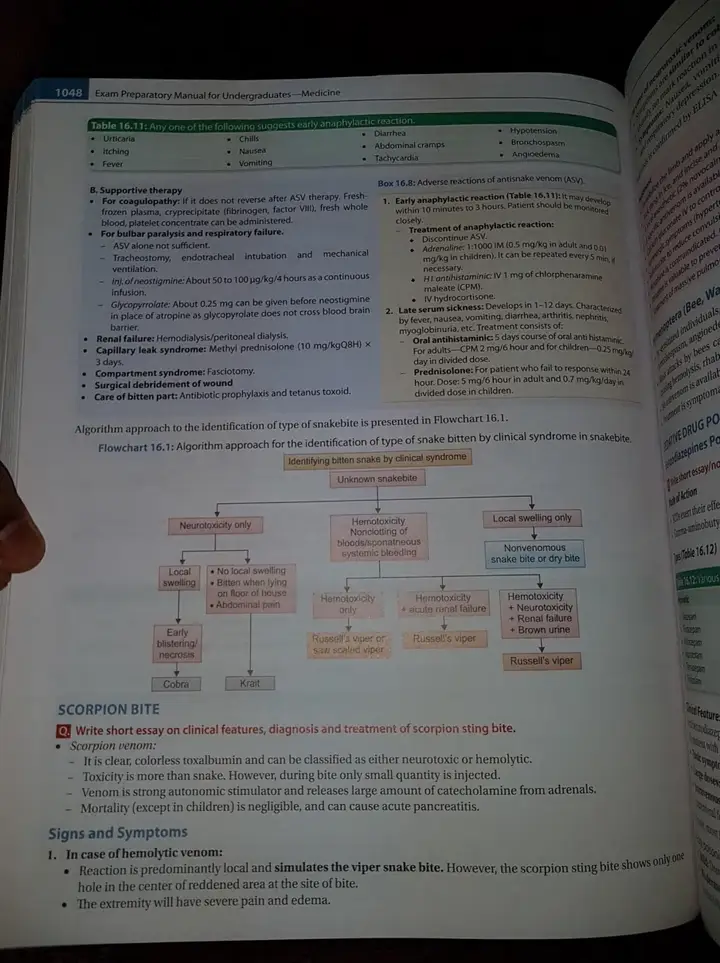 1048 Exam Preparatory Manual for Undergraduates—Medicine
Table 16.11: Any one of the following suggests early anaphylactic reaction.
• Urticaria
• Itching
• Fever
• Chills
• Nausea
• Vomiting
• Diarrhea
• Abdominal cramps
• Tachycardia
• Hypotension
• Bronchospasm
• Angioedema
B. Supportive therapy
• For coagulopathy: If it does not reverse after ASV therapy. Fresh-
frozen plasma, cryprecipitate (fibrinogen, factor VIII), fresh whole
blood, platelet concentrate can be administered.
• For bulbar paralysis and respiratory failure.
– ASV alone not sufficient.
– Tracheostomy, endotracheal intubation and mechanical
ventilation.
– Inj. of neostigmine: About 50 to 100 µg/kg/4 hours as a continuous
infusion.
– Glycopyrrolate: About 0.25 mg can be given before neostigmine
in place of atropine as glycopyrolate does not cross blood brain
barrier.
• Renal failure: Hemodialysis/peritoneal dialysis.
• Capillary leak syndrome: Methyl prednisolone (10 mg/kgQ8H) ×
3 days.
• Compartment syndrome: Fasciotomy.
• Surgical debridement of wound
• Care of bitten part: Antibiotic prophylaxis and tetanus toxoid.
Box 16.8: Adverse reactions of antisnake venom (ASV).
1. Early anaphylactic reaction (Table 16.11): It may develop
within 10 minutes to 3 hours. Patient should be monitored
closely.
– Treatment of anaphylactic reaction:
• Discontinue ASV.
• Adrenaline: 1:1000 IM (0.5 mg/kg in adult and 0.01
mg/kg in children). It can be repeated every 5 min, if
necessary.
• H1 antihistaminic: IV 1 mg of chlorphenaramine
maleate (CPM).
• IV hydrocortisone.
2. Late serum sickness: Develops in 1–12 days. Characterized
by fever, nausea, vomiting, diarrhea, arthritis, nephritis,
myoglobinuria, etc. Treatment consists of:
– Oral antihistaminic: 5 days course of oral anti histaminic.
For adults—CPM 2 mg/6 hour and for children—0.25 mg/kg/
day in divided dose.
– Prednisolone: For patient who fail to response within 24
hour. Dose: 5 mg/6 hour in adult and 0.7 mg/kg/day in
divided dose in children.
Algorithm approach to the identification of type of snakebite is presented in Flowchart 16.1.
Flowchart 16.1: Algorithm approach for the identification of type of snake bitten by clinical syndrome in snakebite.
Identifying bitten snake by clinical syndrome
Unknown snakebite
Neurotoxicity only
Hemotoxicity
Nonclotting of
bloods/sponatneous
systemic bleeding
Local swelling only
Nonvenomous
snake bite or dry bite
Local
swelling
• No local swelling
• Bitten when lying
on floor of house
• Abdominal pain
Hemotoxicity
only
Hemotoxicity
+ acute renal failure
Hemotoxicity
+ Neurotoxicity
+ Renal failure
+ Brown urine
Early
blistering/
necrosis
Russell's viper or
saw scaled viper
Russell's viper
Russell's viper
Cobra
Krait
SCORPION BITE
Q. Write short essay on clinical features, diagnosis and treatment of scorpion sting bite.
• Scorpion venom:
– It is clear, colorless toxalbumin and can be classified as either neurotoxic or hemolytic.
– Toxicity is more than snake. However, during bite only small quantity is injected.
– Venom is strong autonomic stimulator and releases large amount of catecholamine from adrenals.
– Mortality (except in children) is negligible, and can cause acute pancreatitis.
Signs and Symptoms
1. In case of hemolytic venom:
• Reaction is predominantly local and simulates the viper snake bite. However, the scorpion sting bite shows only one
hole in the center of reddened area at the site of bite.
• The extremity will have severe pain and edema.